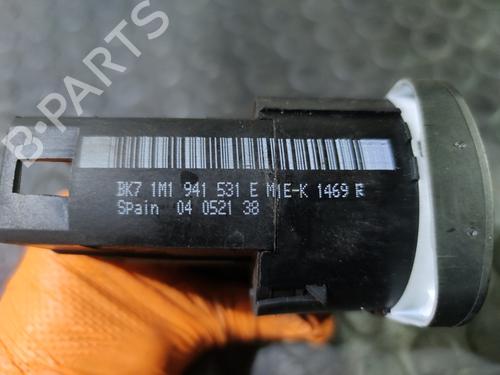 B-PARTS
BK7 1M1 941 531 E M1E-K 1469 R
Spain 04 0521 38